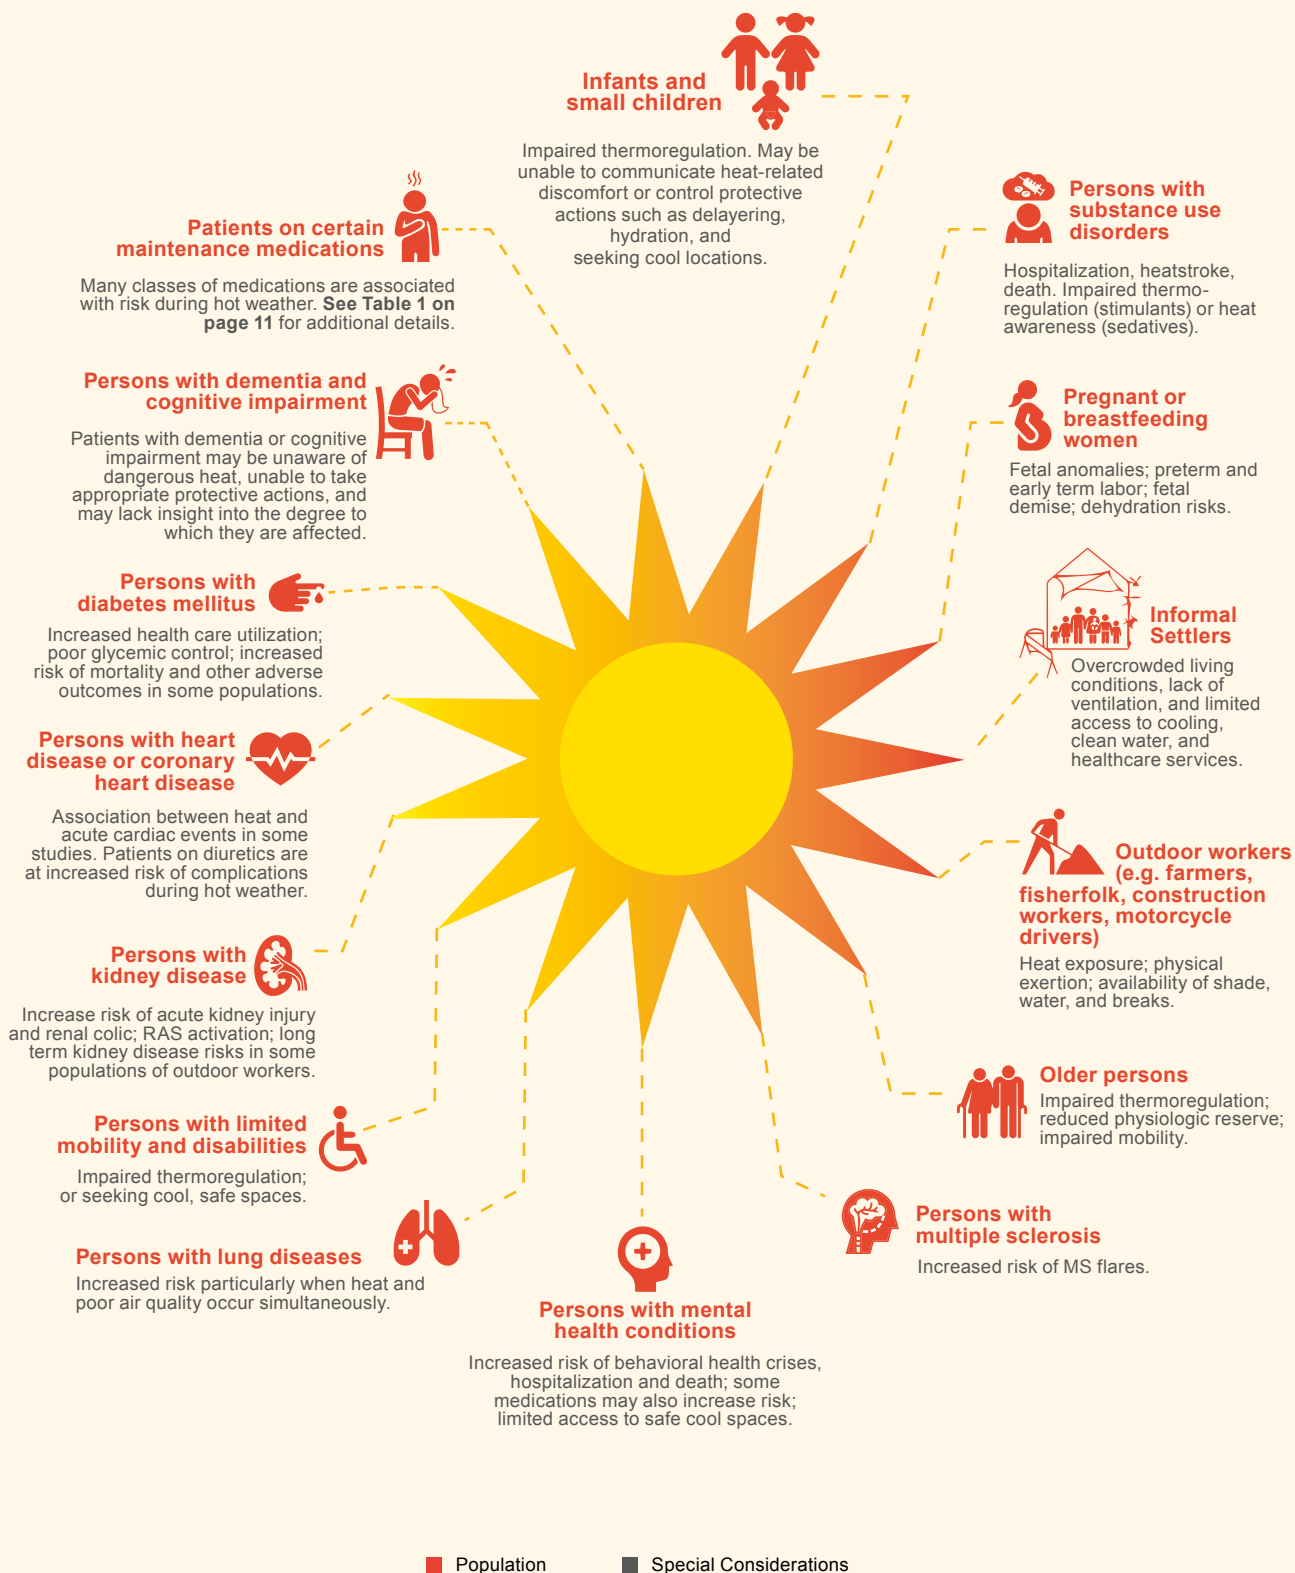 Infants and
small children
Impaired thermoregulation. May be
unable to communicate heat-related
discomfort or control protective
actions such as delayering,
hydration, and
seeking cool locations.
Patients on certain
maintenance medications
Many classes of medications are associated
with risk during hot weather. See Table 1 on
page 11 for additional details.
Persons with
substance use
disorders
Hospitalization, heatstroke,
death. Impaired thermo-
regulation (stimulants) or heat
awareness (sedatives).
Persons with dementia and
cognitive impairment
Patients with dementia or cognitive
impairment may be unaware of
dangerous heat, unable to take
appropriate protective actions, and
may lack insight into the degree to
which they are affected.
Pregnant or
breastfeeding
women
Fetal anomalies; preterm and
early term labor; fetal
demise; dehydration risks.
Persons with
diabetes mellitus
Increased health care utilization;
poor glycemic control; increased
risk of mortality and other adverse
outcomes in some populations.
Informal
Settlers
Overcrowded living
conditions, lack of
ventilation, and limited
access to cooling,
clean water, and
healthcare services.
Persons with heart
disease or coronary
heart disease
Association between heat and
acute cardiac events in some
studies. Patients on diuretics are
at increased risk of complications
during hot weather.
Outdoor workers
(e.g. farmers,
fisherfolk, construction
workers, motorcycle
drivers)
Heat exposure; physical
exertion; availability of shade,
water, and breaks.
Persons with
kidney disease
Increase risk of acute kidney injury
and renal colic; RAS activation; long
term kidney disease risks in some
populations of outdoor workers.
Older persons
Impaired thermoregulation;
reduced physiologic reserve;
impaired mobility.
Persons with limited
mobility and disabilities
Impaired thermoregulation;
or seeking cool, safe spaces.
Persons with
multiple sclerosis
Increased risk of MS flares.
Persons with lung diseases
Increased risk particularly when heat and
poor air quality occur simultaneously.
Persons with mental
health conditions
Increased risk of behavioral health crises,
hospitalization and death; some
medications may also increase risk;
limited access to safe cool spaces.
Population
Special Considerations